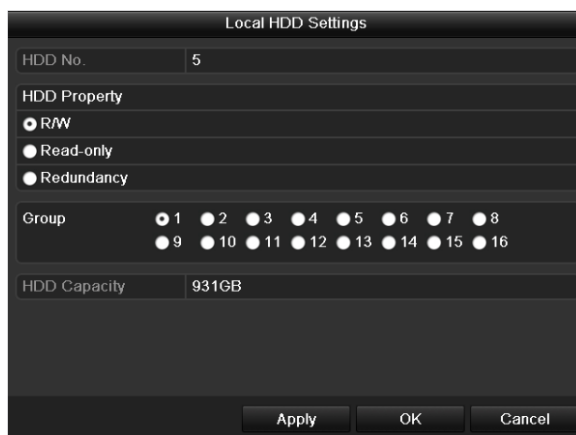 Local HDD Settings
HDD No. 5
HDD Property
R/W
Read-only
Redundancy
Group 1 2 3 4 5 6 7 8
9 10 11 12 13 14 15 16
HDD Capacity 931GB
Apply OK Cancel